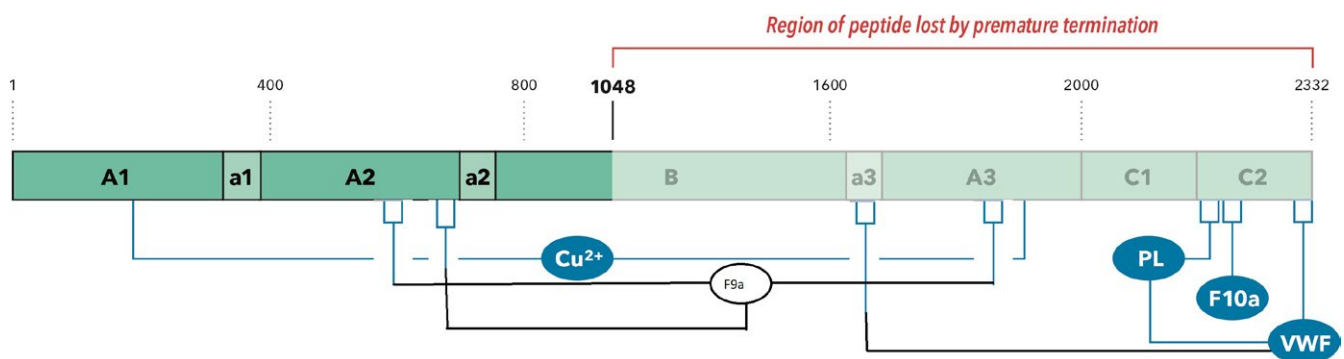 Region of peptide lost by premature termination
1 400 800 1048 1600 2000 2332
A1 a1 A2 a2 B a3 A3 C1 C2
Cu²⁺ PL
F9a
F10a
VWF